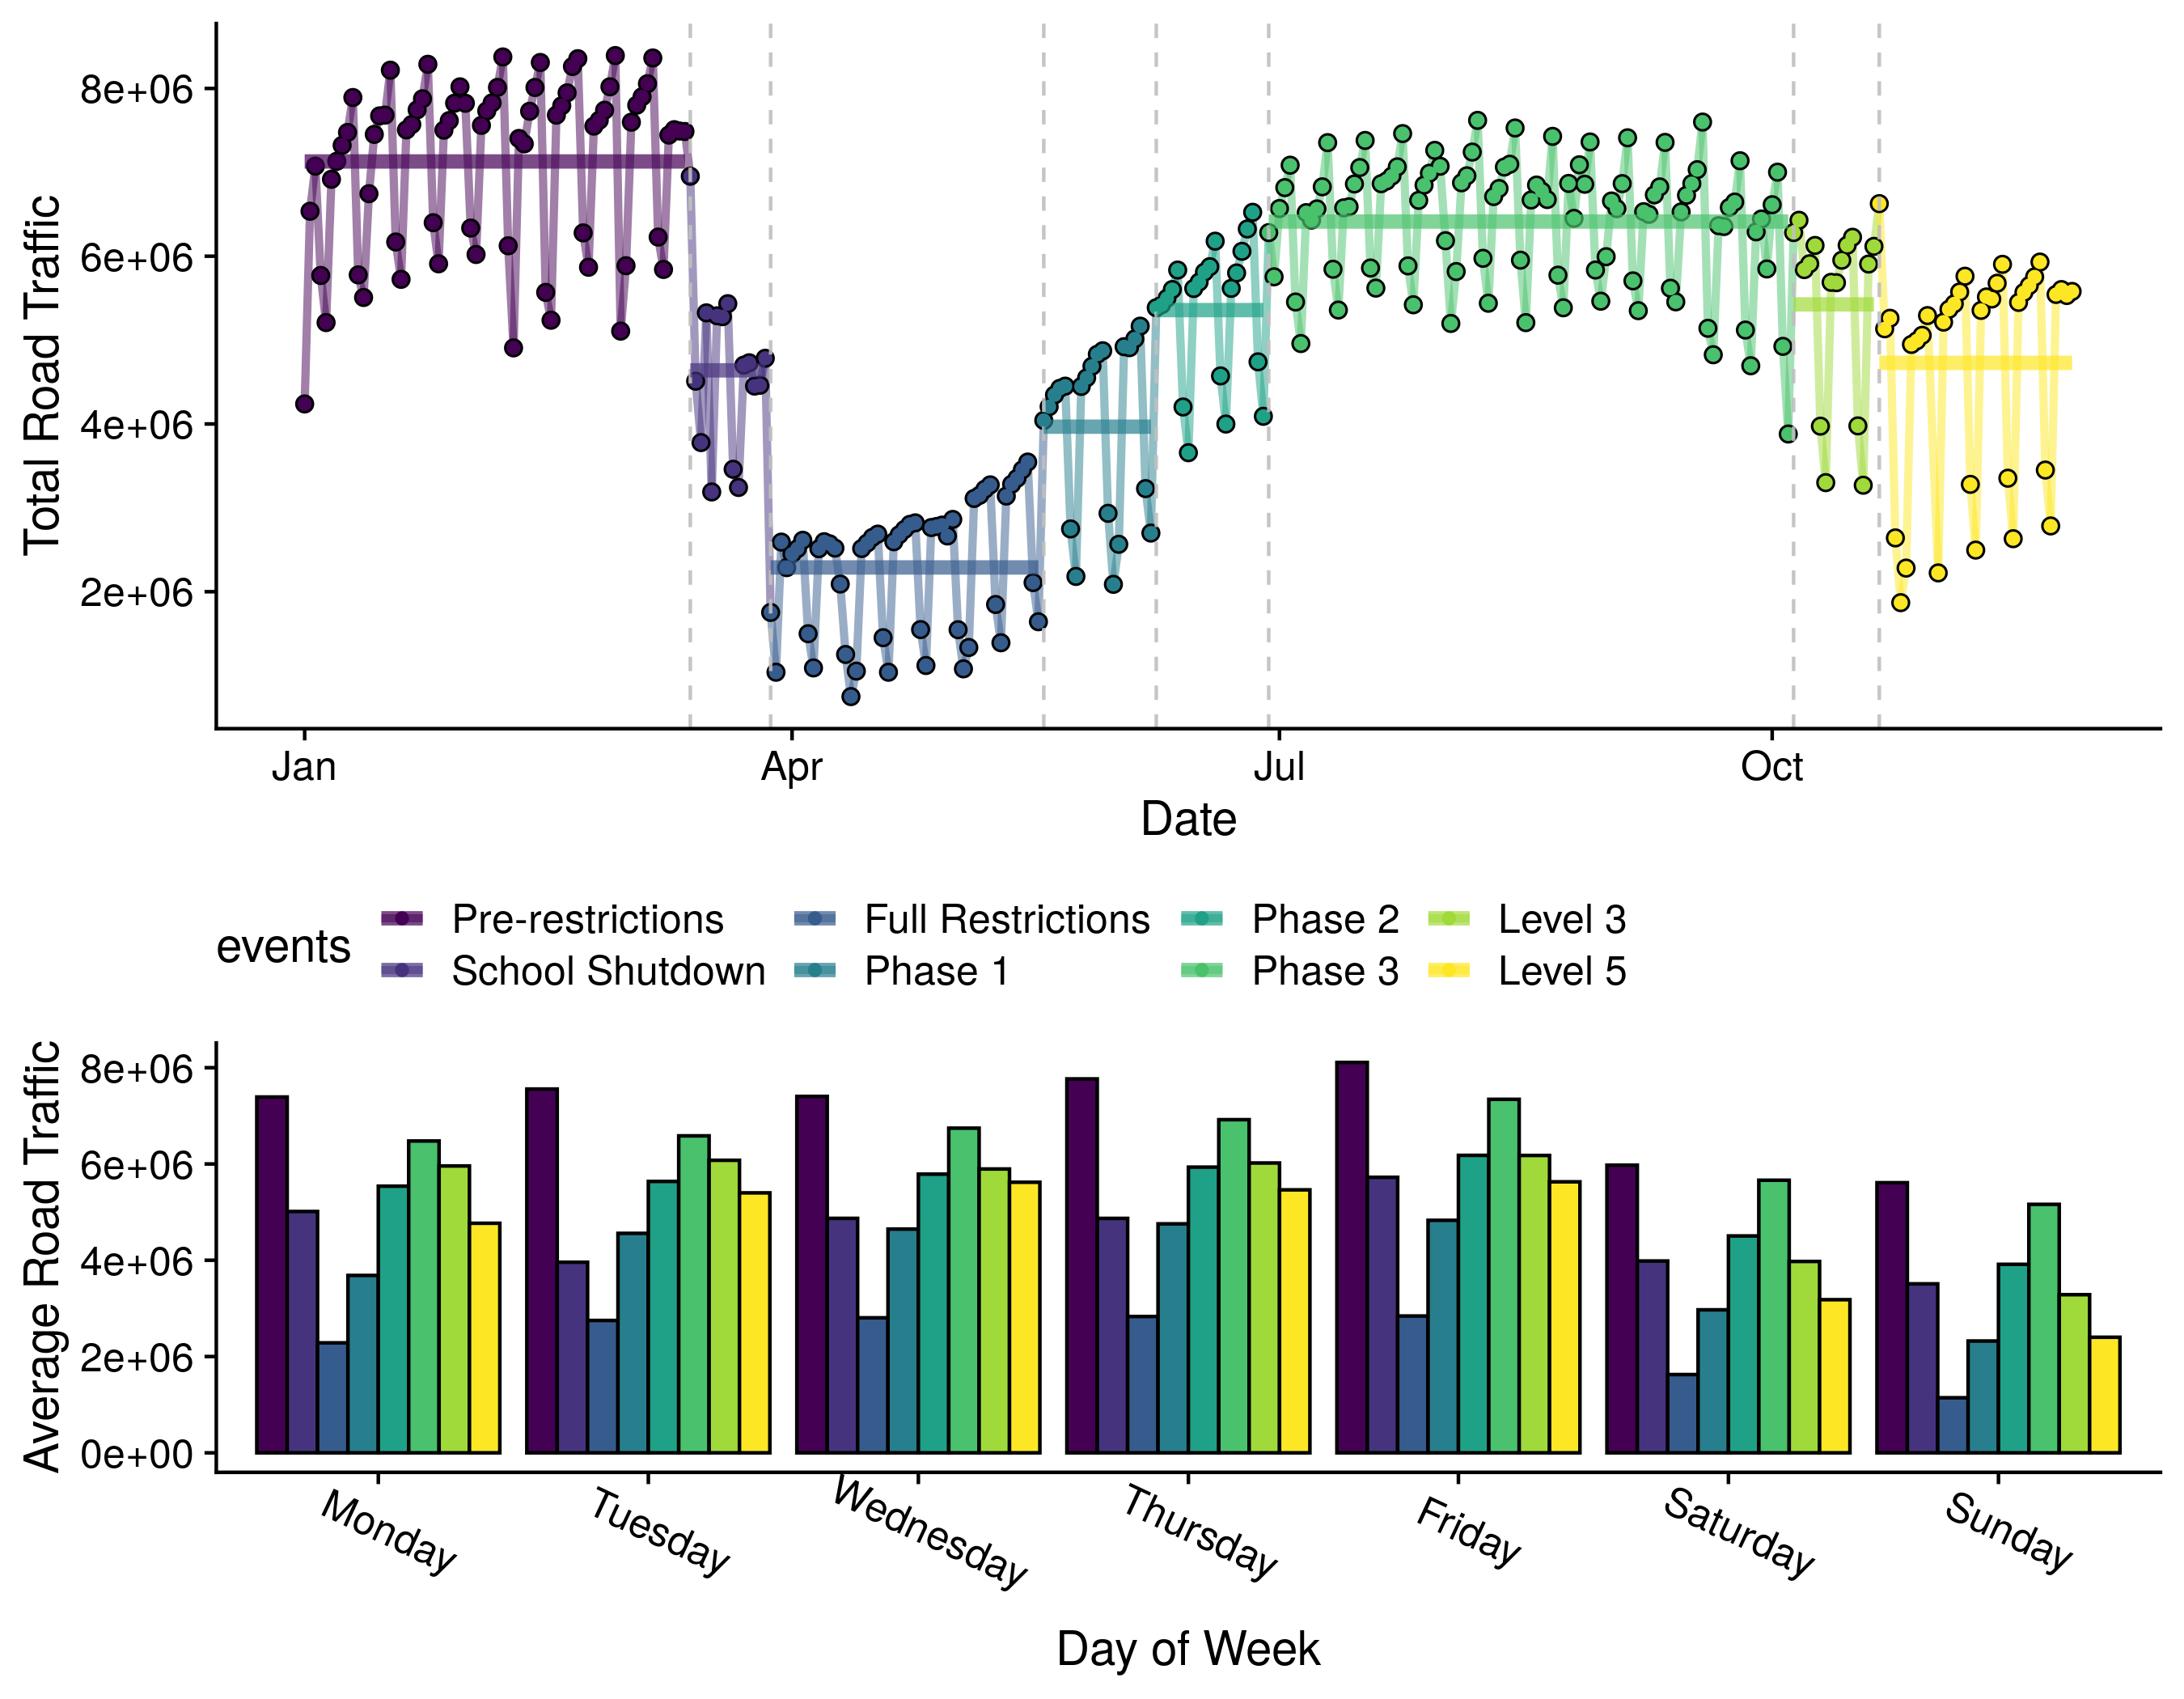 Total Road Traffic
8e+06
6e+06
4e+06
2e+06
Jan Apr Jul Oct
Date
events
Pre-restrictions Full Restrictions Phase 2 Level 3
School Shutdown Phase 1 Phase 3 Level 5
Average Road Traffic
8e+06
6e+06
4e+06
2e+06
0e+00
Monday Tuesday Wednesday Thursday Friday Saturday Sunday
Day of Week